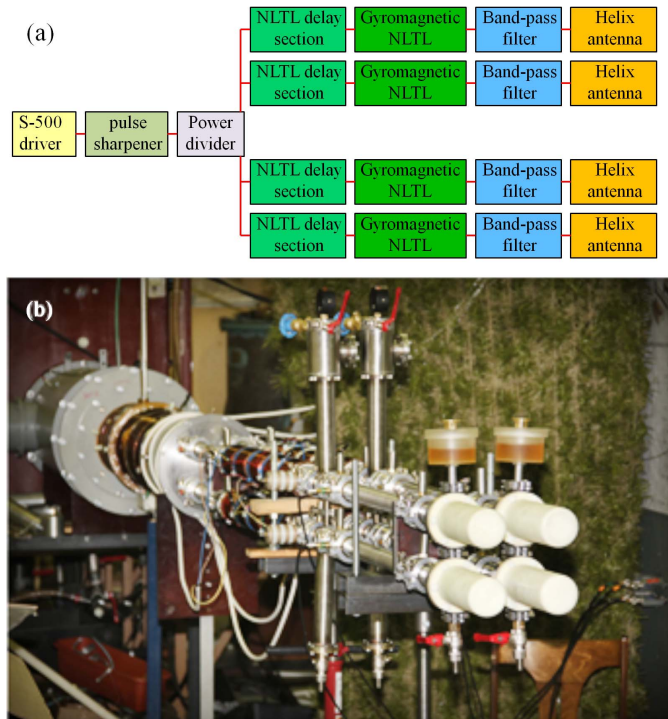 (a)
NLTL delay
section
Gyromagnetic
NLTL
Band-pass
filter
Helix
antenna
NLTL delay
section
Gyromagnetic
NLTL
Band-pass
filter
Helix
antenna
S-500
driver
pulse
sharpener
Power
divider
NLTL delay
section
Gyromagnetic
NLTL
Band-pass
filter
Helix
antenna
NLTL delay
section
Gyromagnetic
NLTL
Band-pass
filter
Helix
antenna
(b)